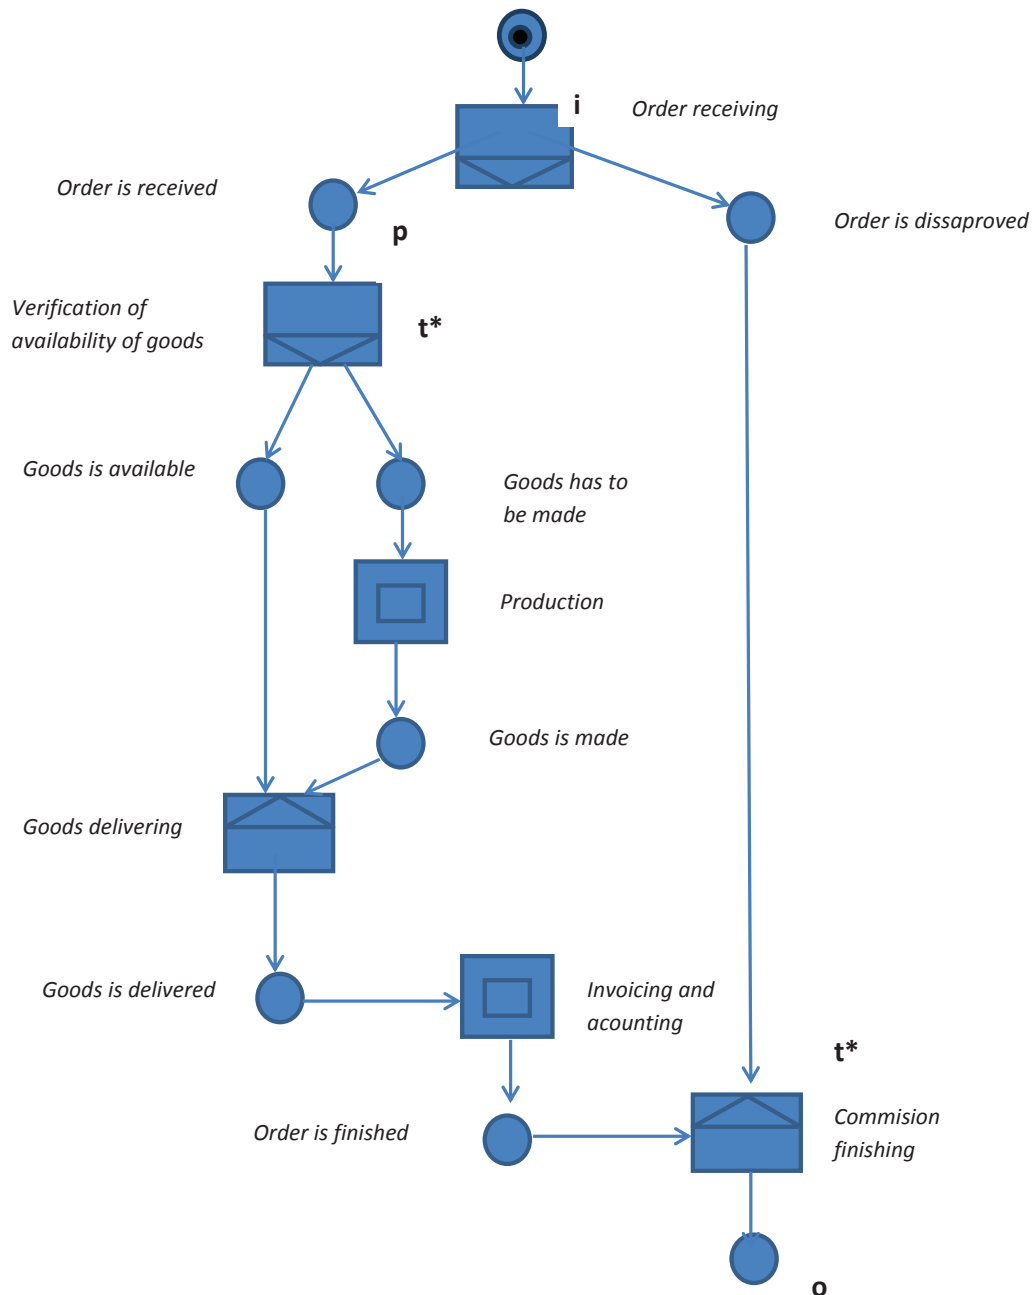 i
Order receiving
Order is received
Order is dissaproved
p
Verification of
availability of goods
t*
Goods is available
Goods has to
be made
Production
Goods is made
Goods delivering
Goods is delivered
Invoicing and
acounting
t*
Order is finished
Commision
finishing
o